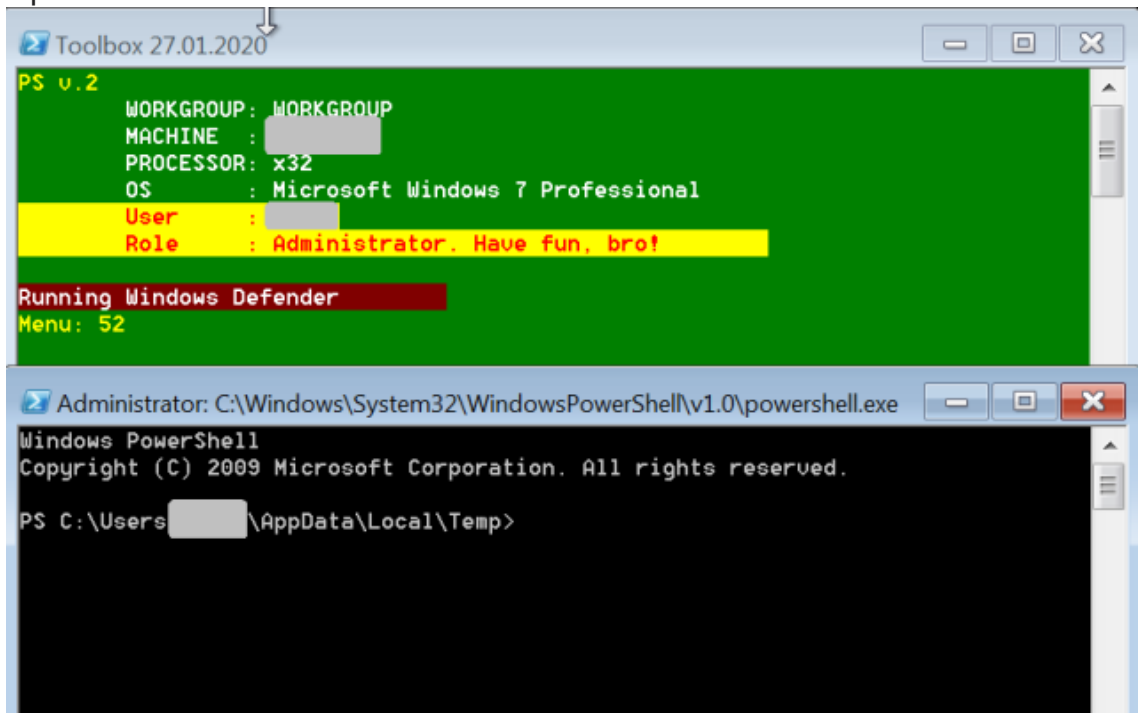 Toolbox 27.01.2020
PS v.2
WORKGROUP: WORKGROUP
MACHINE :
PROCESSOR: x32
OS : Microsoft Windows 7 Professional
User :
Role : Administrator. Have fun, bro!
Running Windows Defender
Menu: 52
Administrator: C:\Windows\System32\WindowsPowerShell\v1.0\powershell.exe
Windows PowerShell
Copyright (C) 2009 Microsoft Corporation. All rights reserved.
PS C:\Users \AppData\Local\Temp>